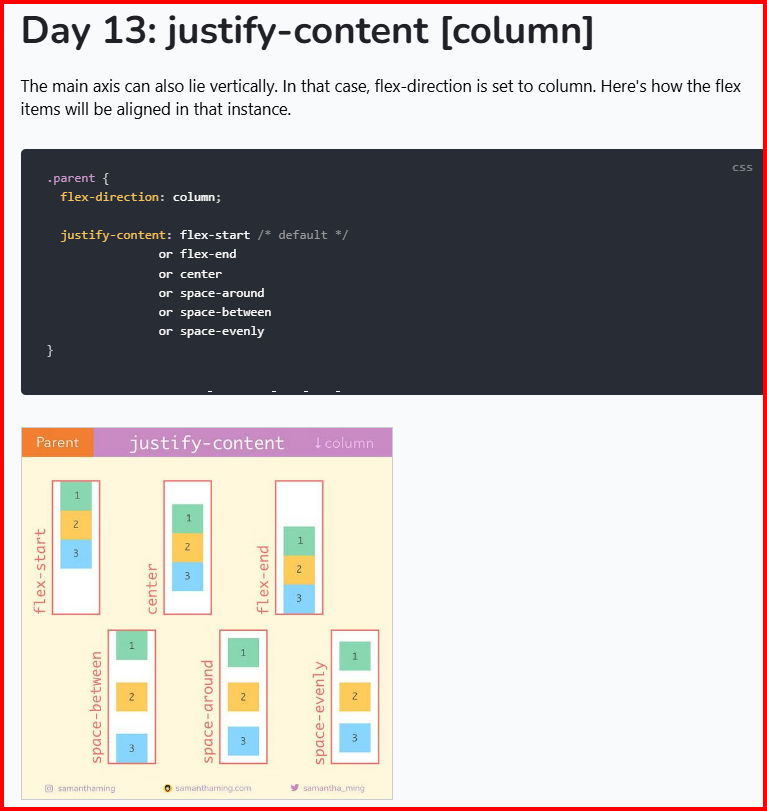 Day 13: justify-content [column]
The main axis can also lie vertically. In that case, flex-direction is set to column. Here's how the flex
items will be aligned in that instance.
css
.parent {
flex-direction: column;
justify-content: flex-start /* default */
or flex-end
or center
or space-around
or space-between
or space-evenly
}
Parent justify-content ↓ column
flex-start
1
2
3
center
1
2
3
flex-end
1
2
3
space-between
1
2
3
space-around
1
2
3
space-evenly
1
2
3
samanthaming samanthaming.com samantha_ming